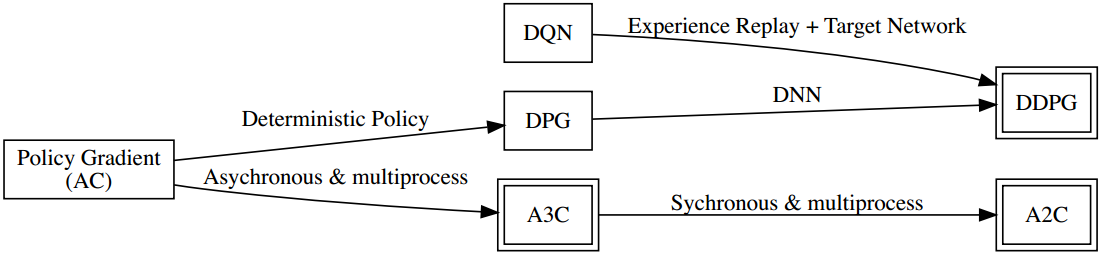 DQN
Experience Replay + Target Network
DDPG
DNN
DPG
Deterministic Policy
Policy Gradient
(AC)
Asychronous & multiprocess
A3C
Sychronous & multiprocess
A2C